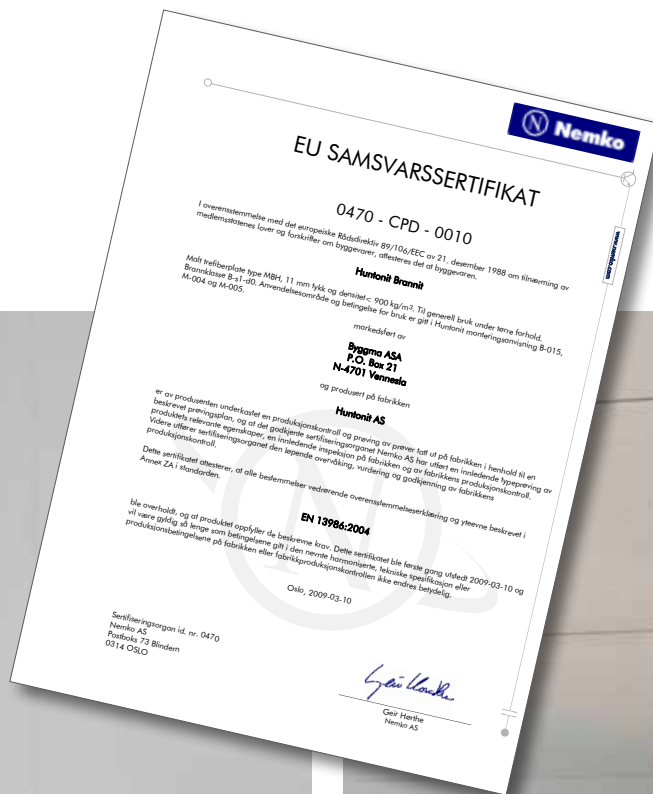 Nemko
EU SAMSVARSSERTIFIKAT
0470 - CPD - 0010
I overensstemmelse med det europeiske Rådsdirektiv 89/106/EEC av 21. desember 1988 om tilnærming av
medlemsstatenes lover og forskrifter om byggevarer, attesteres det at byggevaren.
www.nemko.com
Huntonit Brannit
Malt trefiberplate type MBH, 11 mm tykk og densitet< 900 kg/m³. Til generell bruk under tørre forhold.
Brannklasse B-s1-d0. Anvendelsesområde og betingelse for bruk er gitt i Huntonit monteringsanvisning B-015,
M-004 og M-005.
markedsført av
Byggma ASA
P.O. Box 21
N-4701 Vennesla
og produsert på fabrikken
Huntonit AS
er av produsenten underkastet en produksjonskontroll og prøving av prøver tatt ut på fabrikken i henhold til en
beskrevet prøvingsplan, og at det godkjente sertifiseringsorganet Nemko AS har utført en innledende typeprøving av
produktets relevante egenskaper, en innledende inspeksjon på fabrikken og av fabrikkens produksjonskontroll.
Videre utfører sertifiseringsorganet den løpende overvåking, vurdering og godkjenning av fabrikkens
produksjonskontroll.
Dette sertifikatet attesterer, at alle bestemmelser vedrørende overensstemmelseserklæring og yteevne beskrevet i
Annex ZA i standarden.
EN 13986:2004
ble overholdt, og at produktet oppfyller de beskrevne krav. Dette sertifikatet ble første gang utstedt 2009-03-10 og
vil være gyldig så lenge som betingelsene gitt i den nevnte harmoniserte, tekniske spesifikasjon eller
produksjonsbetingelsene på fabrikken eller fabrikkproduksjonskontrollen ikke endres betydelig.
Oslo, 2009-03-10
Sertifiseringsorgan id. nr. 0470
Nemko AS
Postboks 73 Blindern
0314 OSLO
Geir Hørthe
Nemko AS